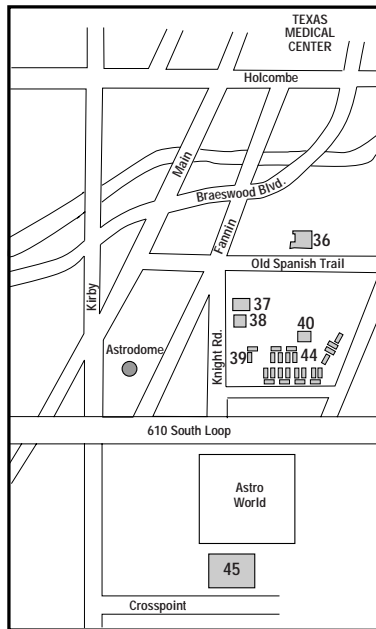 TEXAS
MEDICAL
CENTER
Holcombe
Main
Braeswood Blvd.
Fannin
36
Old Spanish Trail
Kirby
37
38
40
Astrodome
39
44
Knight Rd.
610 South Loop
Astro
World
45
Crosspoint